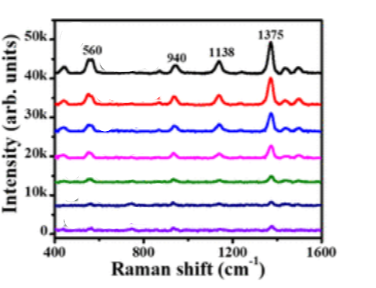 1375
50k
560
940
1138
40k
30k
20k
10k
0
Intensity (arb. units)
400
800
1200
1600
Raman shift (cm⁻¹)